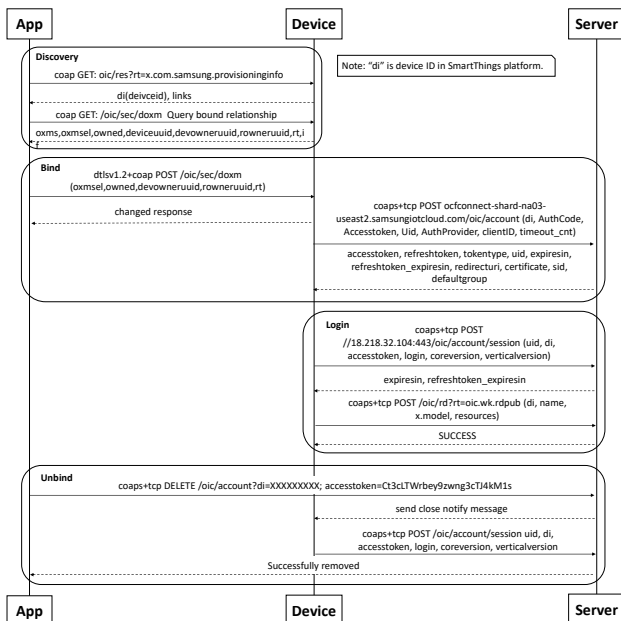 App Device Server
Discovery
coap GET: oic/res?rt=x.com.samsung.provisioninginfo
Note: "di" is device ID in SmartThings platform.
di(deivceid), links
coap GET: /oic/sec/doxm Query bound relationship
oxms,oxmsel,owned,deviceuuid,devowneruuid,rowneruuid,rt,i
f
Bind
dtlsv1.2+coap POST /oic/sec/doxm
(oxmsel,owned,devowneruuid,rowneruuid,rt)
changed response
coaps+tcp POST ocfconnect-shard-na03-
useast2.samsungiotcloud.com/oic/account (di, AuthCode,
Accesstoken, Uid, AuthProvider, clientID, timeout_cnt)
accesstoken, refreshtoken, tokentype, uid, expiresin,
refreshtoken_expiresin, redirecturi, certificate, sid,
defaultgroup
Login
coaps+tcp POST
//18.218.32.104:443/oic/account/session (uid, di,
accesstoken, login, coreversion, verticalversion)
expiresin, refreshtoken_expiresin
coaps+tcp POST /oic/rd?rt=oic.wk.rdpub (di, name,
x.model, resources)
SUCCESS
Unbind
coaps+tcp DELETE /oic/account?di=XXXXXXXXX; accesstoken=Ct3cLTWrbey9zwng3cTJ4kM1s
send close notify message
coaps+tcp POST /oic/account/session uid, di,
accesstoken, login, coreversion, verticalversion
Successfully removed
App Device Server